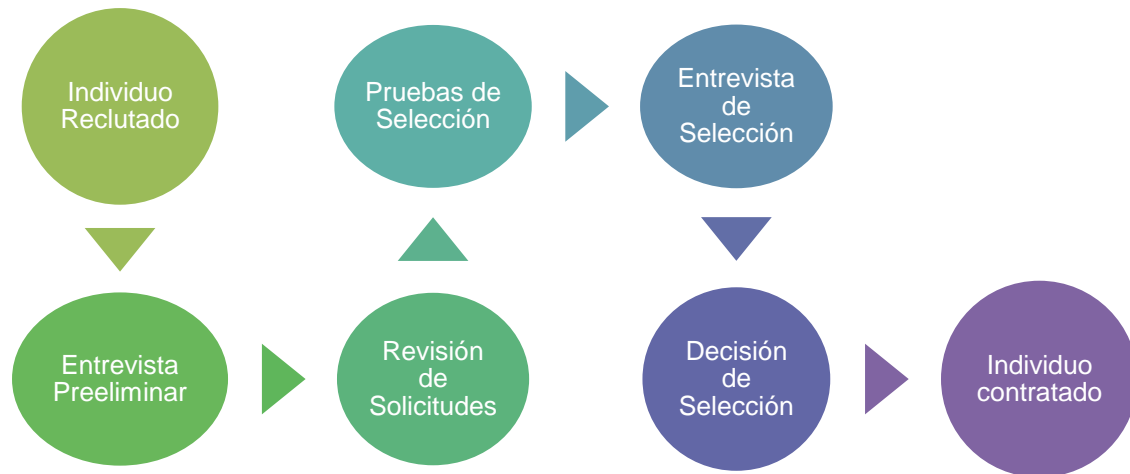 Individuo
Reclutado
Entrevista
Preeliminar
Revisión
de
Solicitudes
Pruebas de
Selección
Entrevista
de
Selección
Decisión
de
Selección
Individuo
contratado